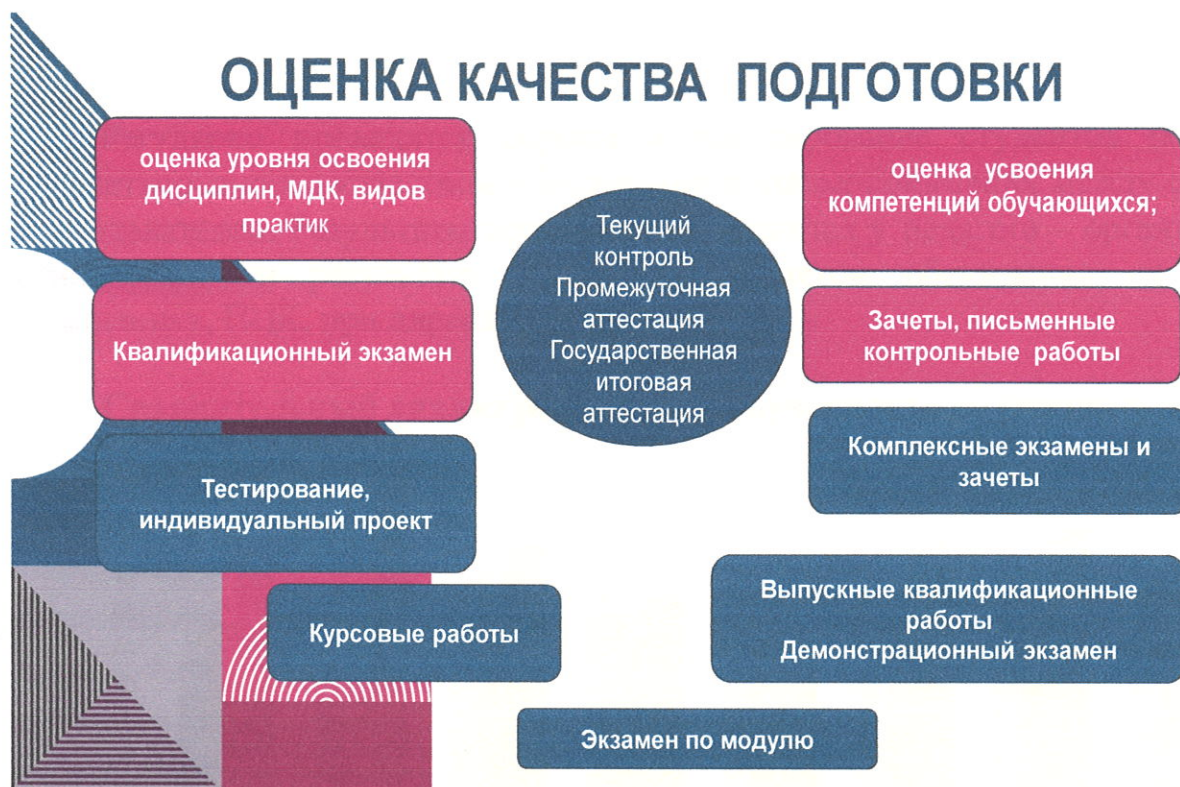 ОЦЕНКА КАЧЕСТВА ПОДГОТОВКИ
оценка уровня освоения
дисциплин, МДК, видов
практик
Квалификационный экзамен
Тестирование,
индивидуальный проект
Курсовые работы
Текущий
контроль
Промежуточная
аттестация
Государственная
итоговая
аттестация
оценка усвоения
компетенций обучающихся;
Зачеты, письменные
контрольные работы
Комплексные экзамены и
зачеты
Выпускные квалификационные
работы
Демонстрационный экзамен
Экзамен по модулю